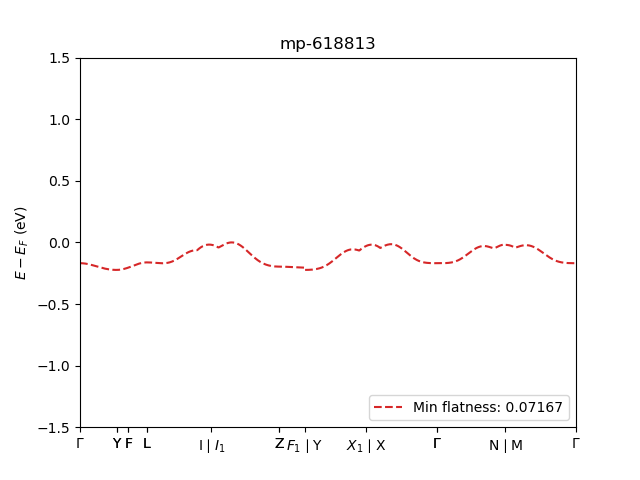 mp-618813
E − E_F (eV)
1.5
1.0
0.5
0.0
−0.5
−1.0
−1.5
Min flatness: 0.07167
Γ Y F L I | I₁ Z F₁ | Y X₁ | X Γ N | M Γ